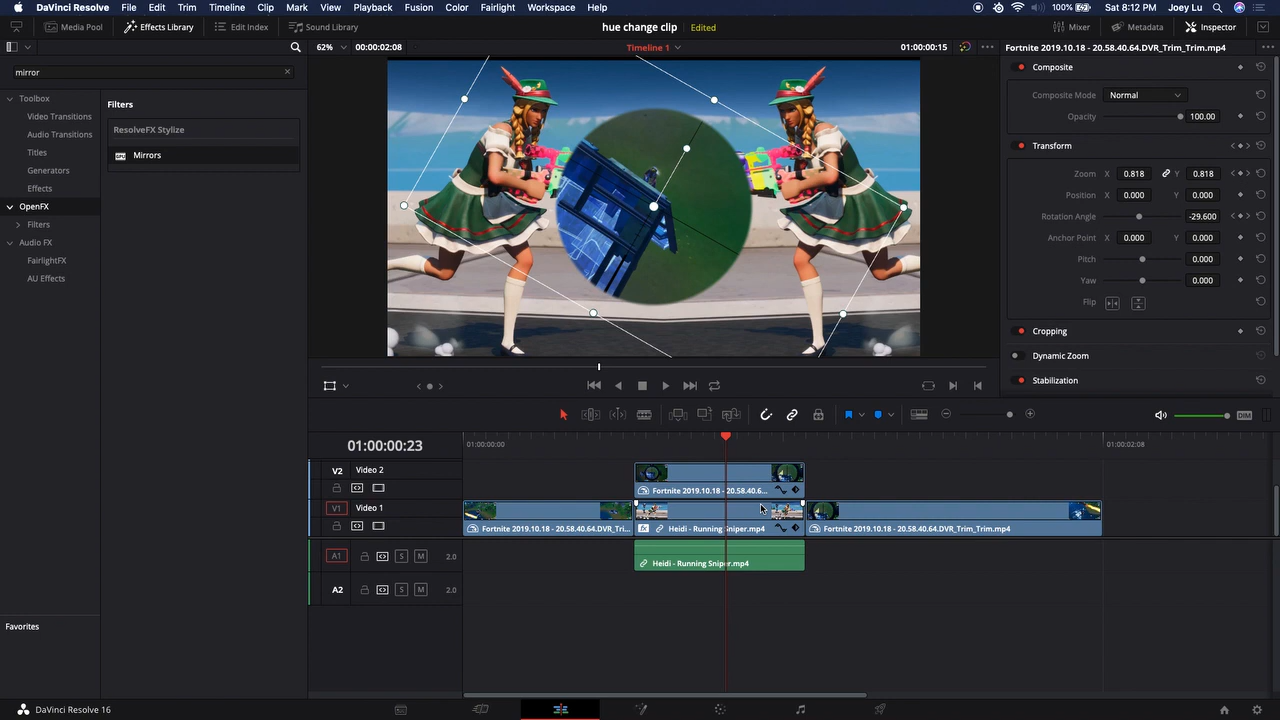 DaVinci Resolve File Edit Trim Timeline Clip Mark View Playback Fusion Color Fairlight Workspace Help 100% Sat 8:12 PM Joey Lu
Media Pool Effects Library Edit Index Sound Library hue change clip Edited Mixer Metadata Inspector
62% 00:00:02:08 Timeline 1 01:00:00:15 Fortnite 2019.10.18 - 20.58.40.64.DVR_Trim_Trim.mp4
mirror
Toolbox
Video Transitions
Audio Transitions
Titles
Generators
Effects
OpenFX
Filters
Audio FX
FairlightFX
AU Effects
Favorites
Filters
ResolveFX Stylize
Mirrors
Composite
Composite Mode Normal
Opacity 100.00
Transform
Zoom X 0.818 Y 0.818
Position X 0.000 Y 0.000
Rotation Angle -29.600
Anchor Point X 0.000 Y 0.000
Pitch 0.000
Yaw 0.000
Flip
Cropping
Dynamic Zoom
Stabilization
DIM
01:00:00:23 01:00:00:00 01:00:02:08
V2 Video 2
Fortnite 2019.10.18 - 20.58.40.6...
V1 Video 1
Fortnite 2019.10.18 - 20.58.40.64.DVR_Tri... Heidi - Running Sniper.mp4 Fortnite 2019.10.18 - 20.58.40.64.DVR_Trim_Trim.mp4
A1 S M 2.0
Heidi - Running Sniper.mp4
A2 S M 2.0
DaVinci Resolve 16